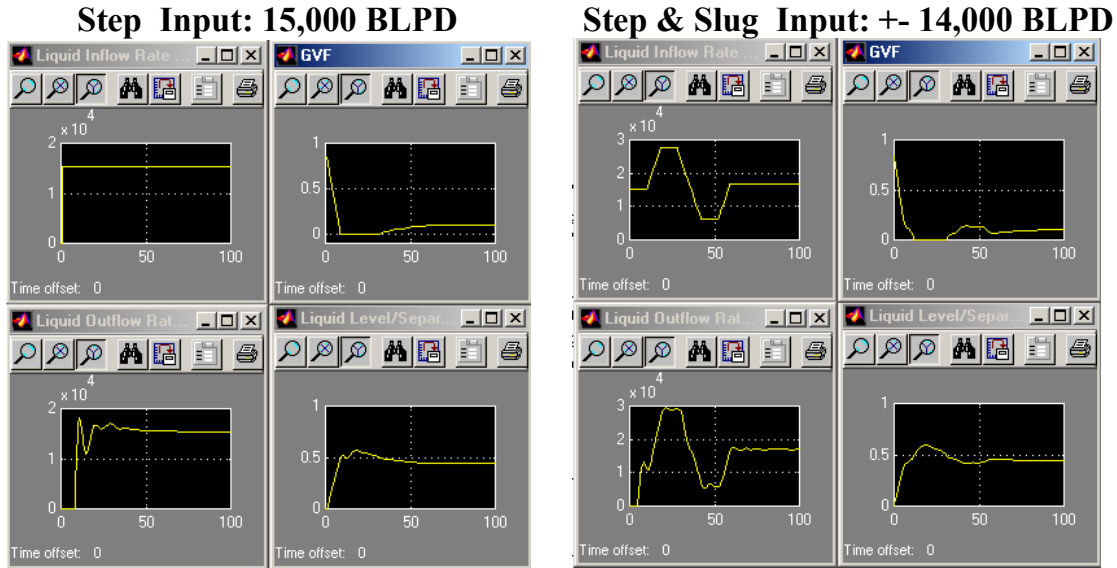 Step Input: 15,000 BLPD
Liquid Inflow Rate ...
GVF
x 10
4
2
1
0
0
50
100
Time offset: 0
1
0.5
0
0
50
100
Time offset: 0
Liquid Outflow Rat...
Liquid Level/Separ...
x 10
4
2
1
0
0
50
100
Time offset: 0
1
0.5
0
0
50
100
Time offset: 0
Step & Slug Input: +- 14,000 BLPD
Liquid Inflow Rate ...
GVF
x 10
4
3
2
1
0
0
50
100
Time offset: 0
1
0.5
0
0
50
100
Time offset: 0
Liquid Outflow Rat...
Liquid Level/Separ...
x 10
4
3
2
1
0
0
50
100
Time offset: 0
1
0.5
0
0
50
100
Time offset: 0